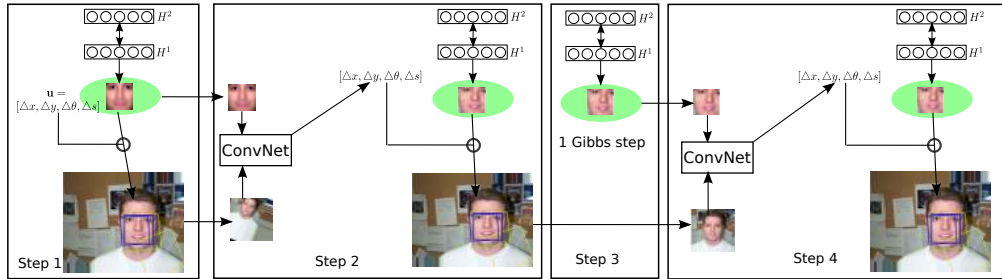 H²
H¹
u =
[△x, △y, △θ, △s]
Step 1
H²
H¹
[△x, △y, △θ, △s]
ConvNet
Step 2
H²
H¹
1 Gibbs step
Step 3
H²
H¹
[△x, △y, △θ, △s]
ConvNet
Step 4